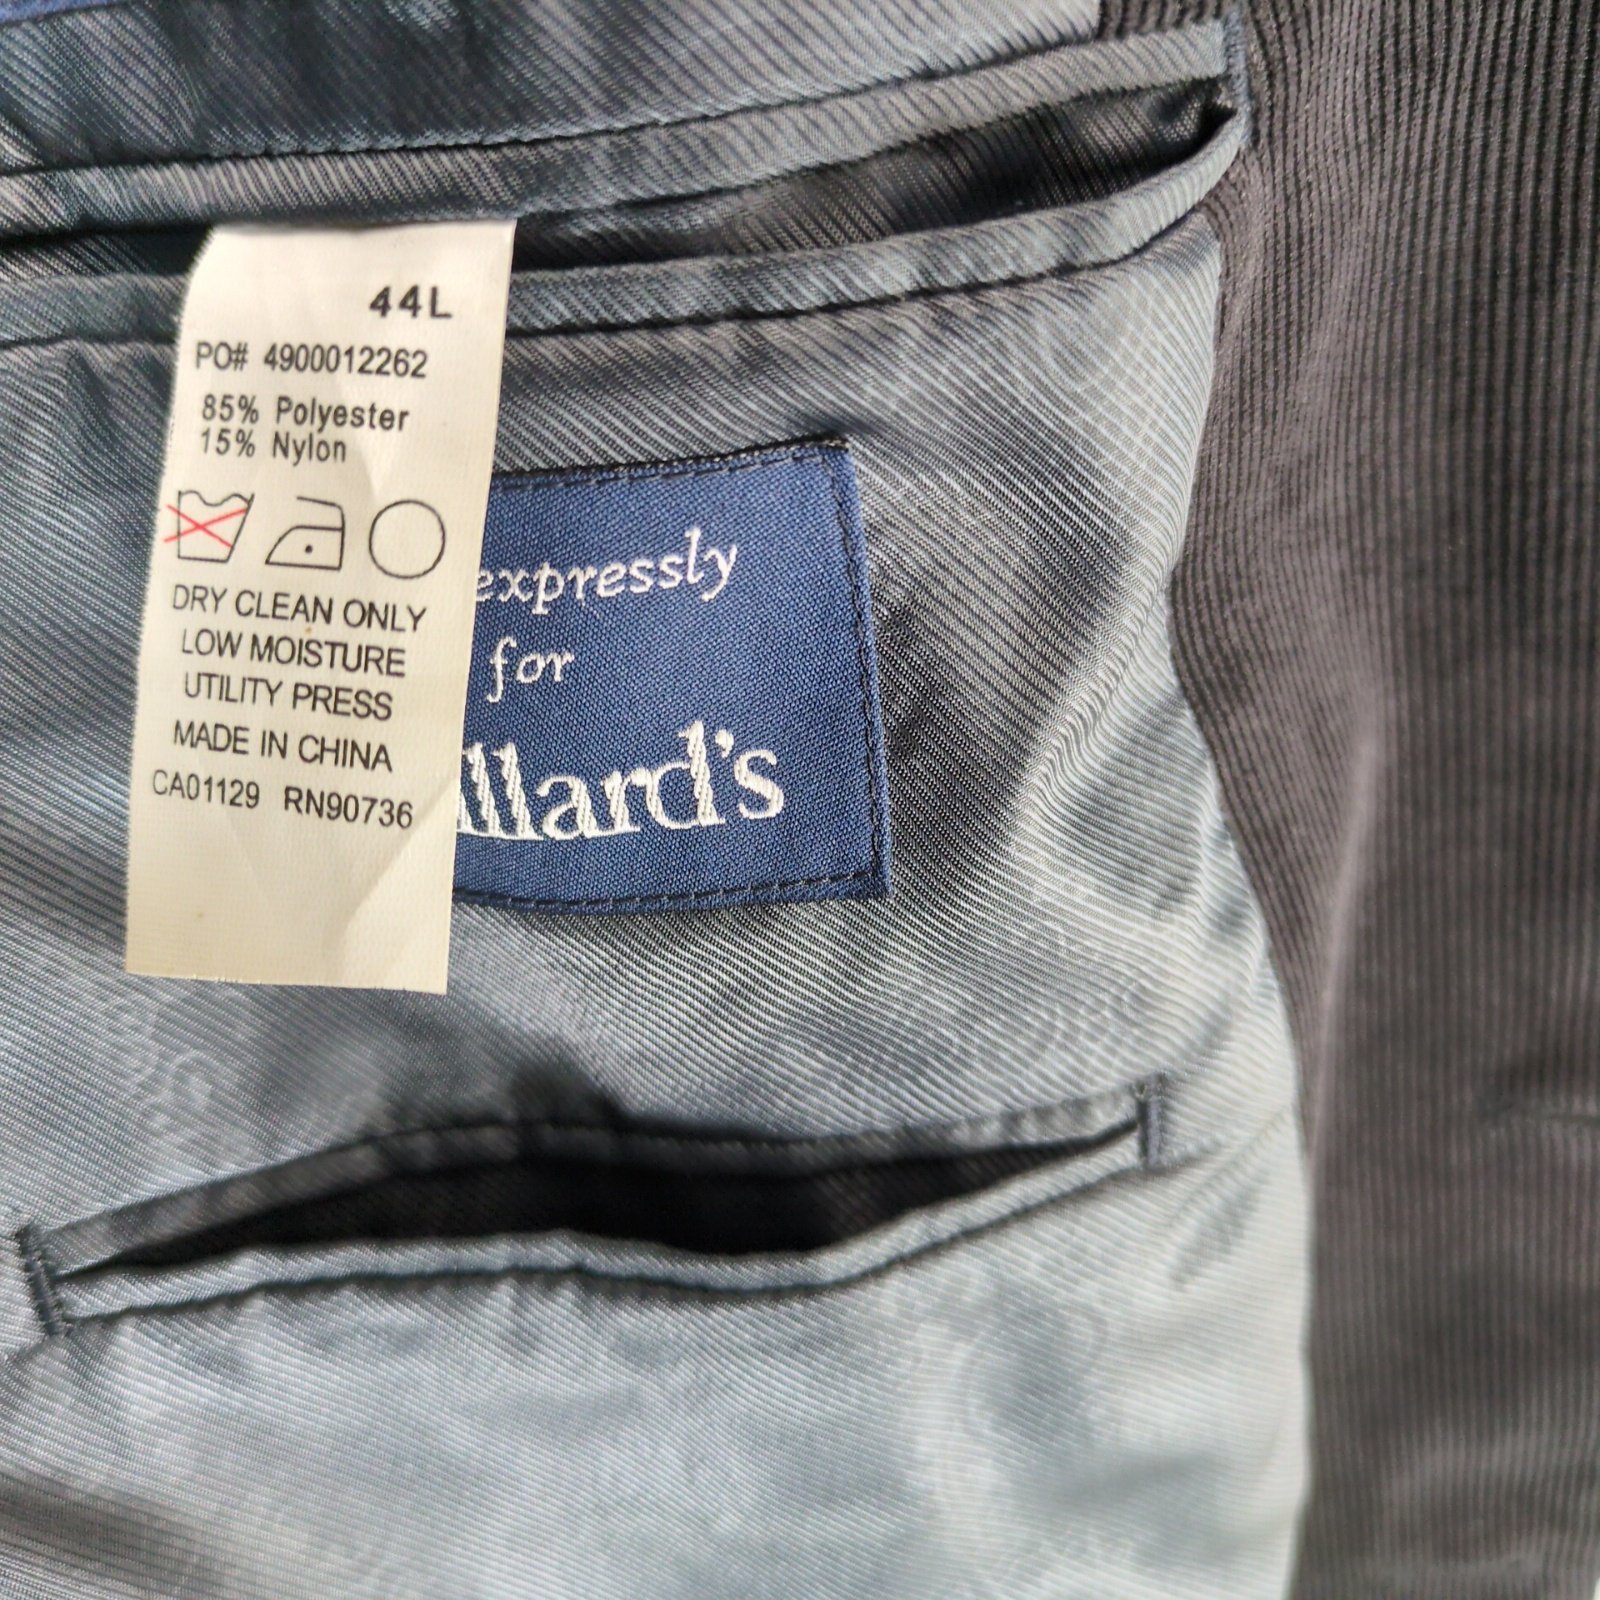 44L
PO# 4900012262
85% Polyester
15% Nylon
DRY CLEAN ONLY
LOW MOISTURE
UTILITY PRESS
MADE IN CHINA
CA01129 RN90736
expressly
for
illard's